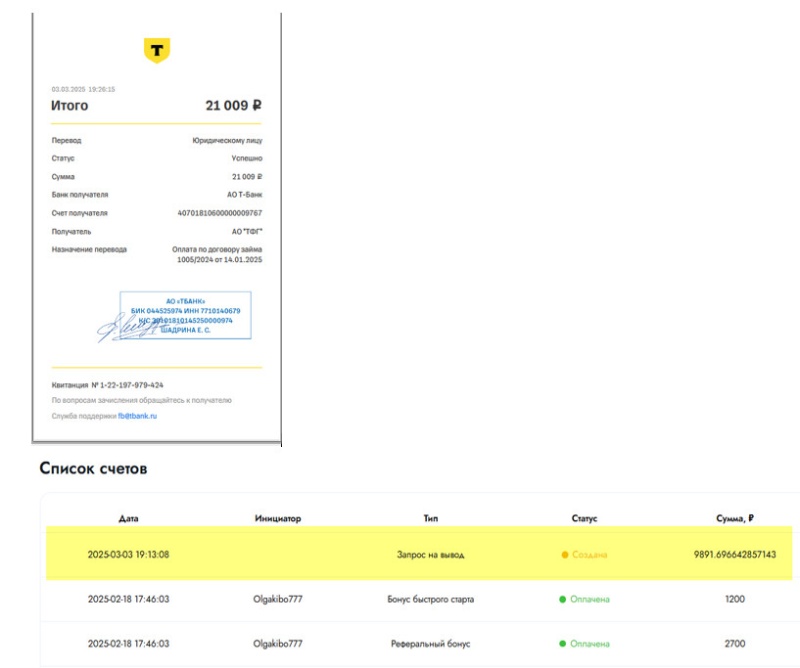 Т
03.03.2025 19:26:15
Итого 21 009 ₽
Перевод Юридическому лицу
Статус Успешно
Сумма 21 009 ₽
Банк получателя АО Т-Банк
Счет получателя 40701810600000009767
Получатель АО "ТФГ"
Назначение перевода Оплата по договору займа
1005/2024 от 14.01.2025
АО «ТБАНК»
БИК 044525974 ИНН 7710140679
К/С 30101810145250000974
ШАДРИНА Е. С.
Квитанция № 1-22-197-979-424
По вопросам зачисления обращайтесь к получателю
Служба поддержки fb@tbank.ru
Список счетов
Дата Инициатор Тип Статус Сумма, ₽
2025-03-03 19:13:08 Запрос на вывод Создана 9891.696642857143
2025-02-18 17:46:03 Olgakibo777 Бонус быстрого старта Оплачена 1200
2025-02-18 17:46:03 Olgakibo777 Реферальный бонус Оплачена 2700